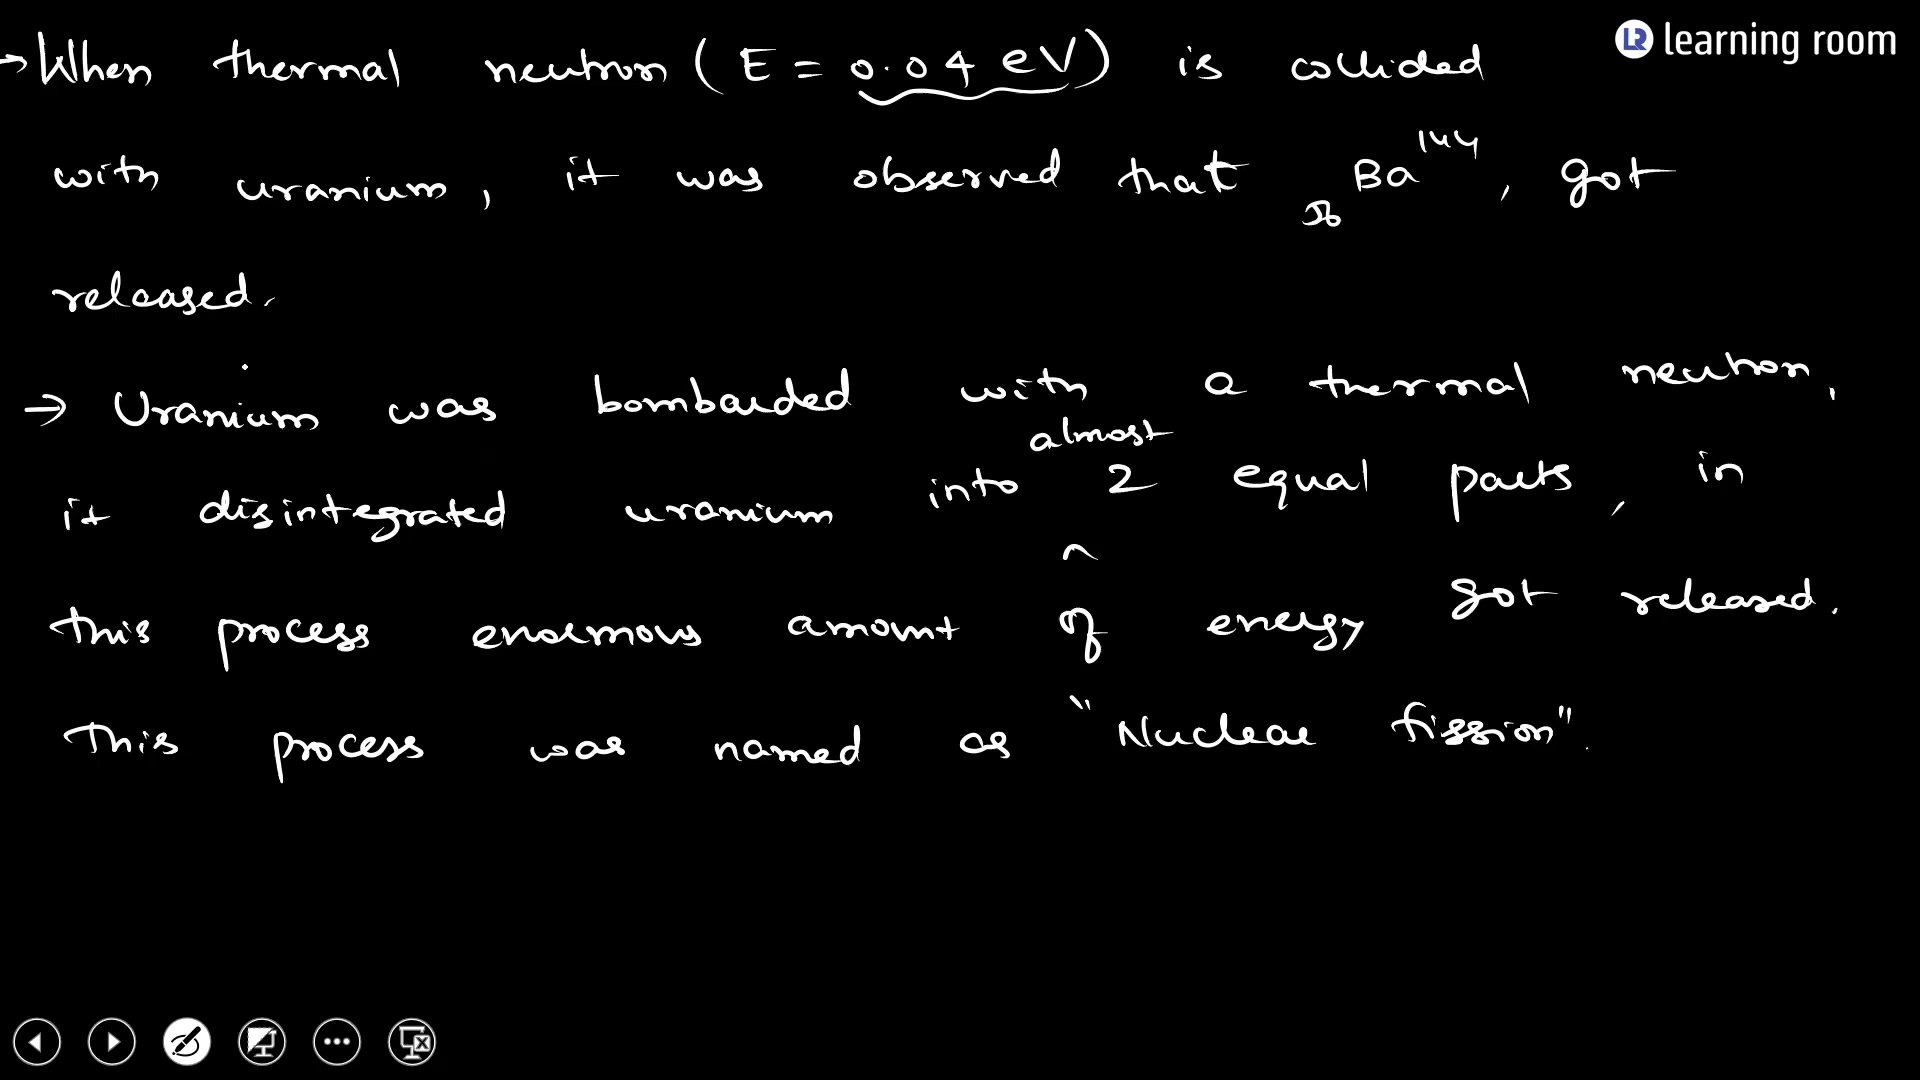 learning room
→ When thermal neutron (E = 0.04 eV) is collided
with uranium, it was observed that ₅₆Ba¹⁴⁴, got
released.
→ Uranium was bombarded with a thermal neutron,
it disintegrated uranium into almost 2 equal parts, in
this process enormous amount of energy got released.
This process was named as "Nuclear fission".